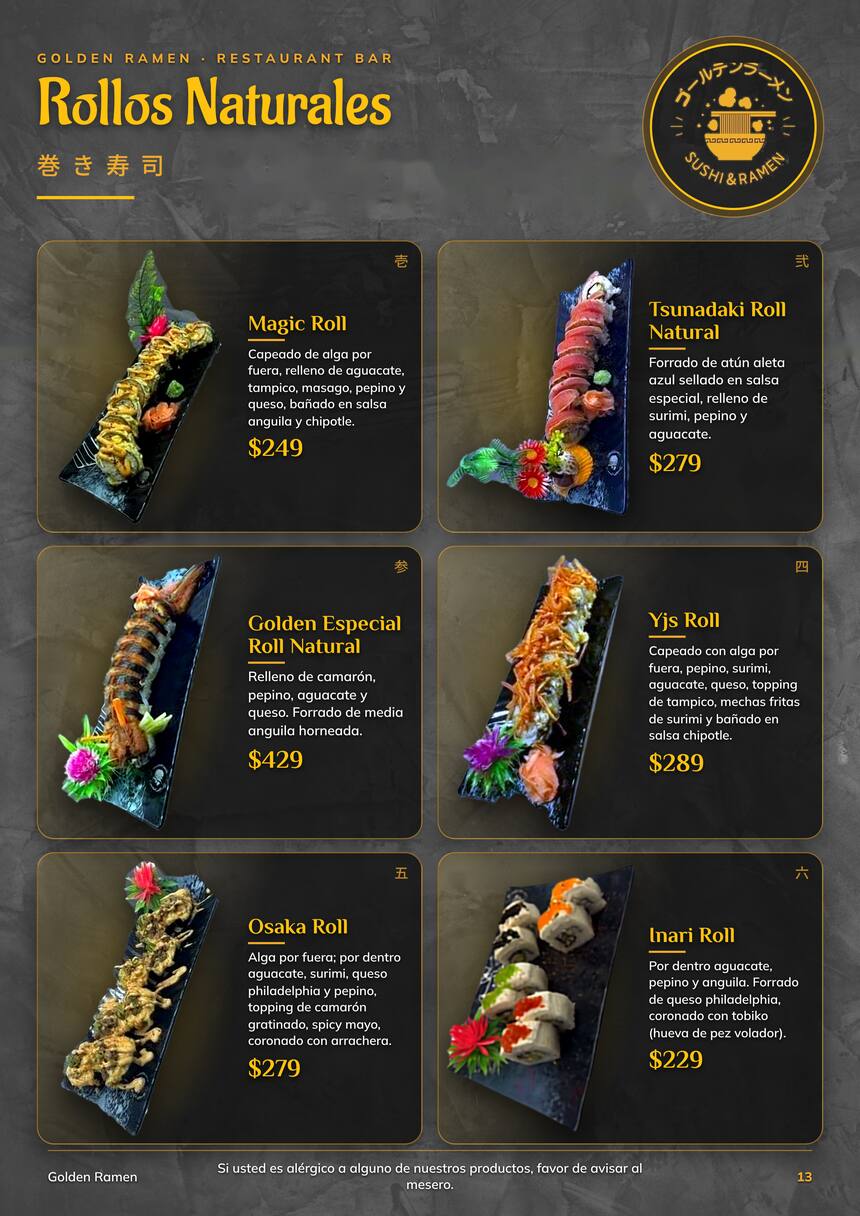 GOLDEN RAMEN · RESTAURANT BAR
Rollos Naturales
巻き寿司
ゴールデンラーメン
SUSHI & RAMEN
壱
Magic Roll
Capeado de alga por
fuera, relleno de aguacate,
tampico, masago, pepino y
queso, bañado en salsa
anguila y chipotle.
$249
弐
Tsunadaki Roll
Natural
Forrado de atún aleta
azul sellado en salsa
especial, relleno de
surimi, pepino y
aguacate.
$279
参
Golden Especial
Roll Natural
Relleno de camarón,
pepino, aguacate y
queso. Forrado de media
anguila horneada.
$429
四
Yjs Roll
Capeado con alga por
fuera, pepino, surimi,
aguacate, queso, topping
de tampico, mechas fritas
de surimi y bañado en
salsa chipotle.
$289
五
Osaka Roll
Alga por fuera; por dentro
aguacate, surimi, queso
philadelphia y pepino,
topping de camarón
gratinado, spicy mayo,
coronado con arrachera.
$279
六
Inari Roll
Por dentro aguacate,
pepino y anguila. Forrado
de queso philadelphia,
coronado con tobiko
(hueva de pez volador).
$229
Golden Ramen
Si usted es alérgico a alguno de nuestros productos, favor de avisar al
mesero.
13